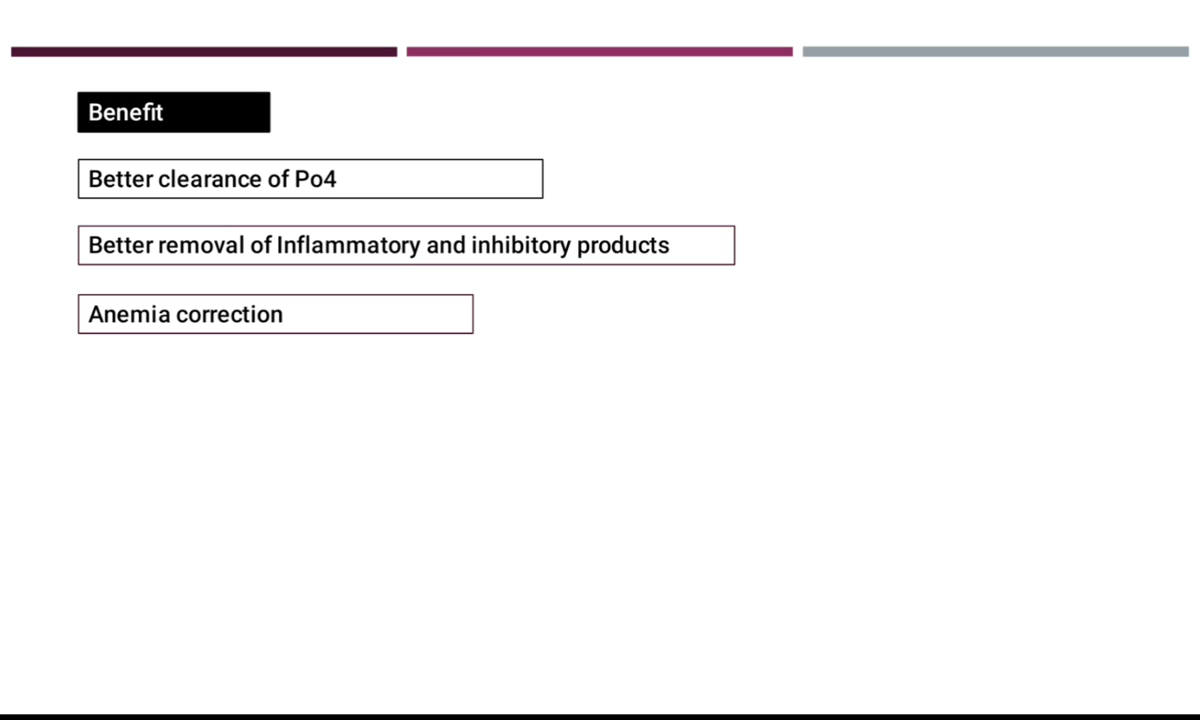 Benefit
Better clearance of Po4
Better removal of Inflammatory and inhibitory products
Anemia correction